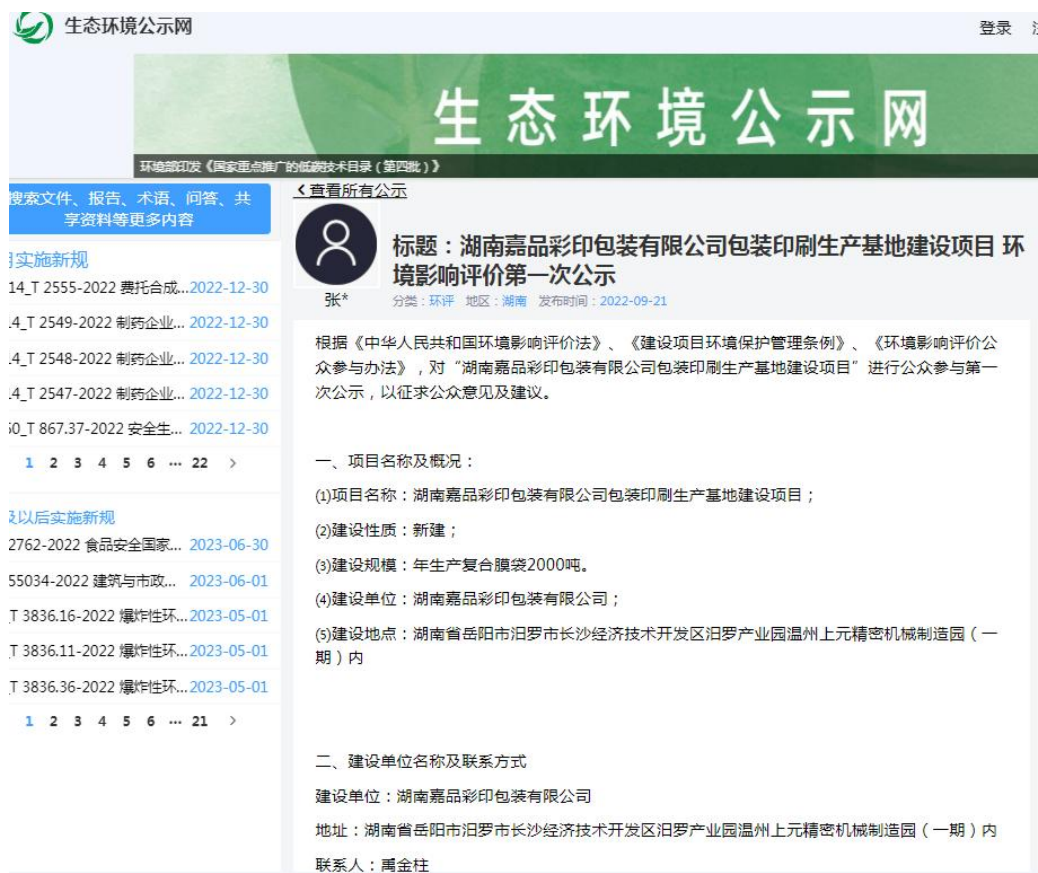 生态环境公示网
登录
生态环境公示网
环境部印发《国家重点推广的低碳技术目录（第四批）》
搜索文件、报告、术语、问答、共
享资料等更多内容
实施新规
14_T 2555-2022 费托合成...2022-12-30
4_T 2549-2022 制药企业... 2022-12-30
4_T 2548-2022 制药企业... 2022-12-30
4_T 2547-2022 制药企业... 2022-12-30
0_T 867.37-2022 安全生... 2022-12-30
1 2 3 4 5 6 ··· 22 >
及以后实施新规
2762-2022 食品安全国家... 2023-06-30
55034-2022 建筑与市政... 2023-06-01
_T 3836.16-2022 爆炸性环...2023-05-01
_T 3836.11-2022 爆炸性环...2023-05-01
_T 3836.36-2022 爆炸性环...2023-05-01
1 2 3 4 5 6 ··· 21 >
<查看所有公示
张*
标题：湖南嘉品彩印包装有限公司包装印刷生产基地建设项目 环
境影响评价第一次公示
分类：环评 地区：湖南 发布时间：2022-09-21
根据《中华人民共和国环境影响评价法》、《建设项目环境保护管理条例》、《环境影响评价公
众参与办法》，对“湖南嘉品彩印包装有限公司包装印刷生产基地建设项目”进行公众参与第一
次公示，以征求公众意见及建议。
一、项目名称及概况：
(1)项目名称：湖南嘉品彩印包装有限公司包装印刷生产基地建设项目；
(2)建设性质：新建；
(3)建设规模：年生产复合膜袋2000吨。
(4)建设单位：湖南嘉品彩印包装有限公司；
(5)建设地点：湖南省岳阳市汨罗市长沙经济技术开发区汨罗产业园温州上元精密机械制造园（一
期）内
二、建设单位名称及联系方式
建设单位：湖南嘉品彩印包装有限公司
地址：湖南省岳阳市汨罗市长沙经济技术开发区汨罗产业园温州上元精密机械制造园（一期）内
联系人：禹金柱